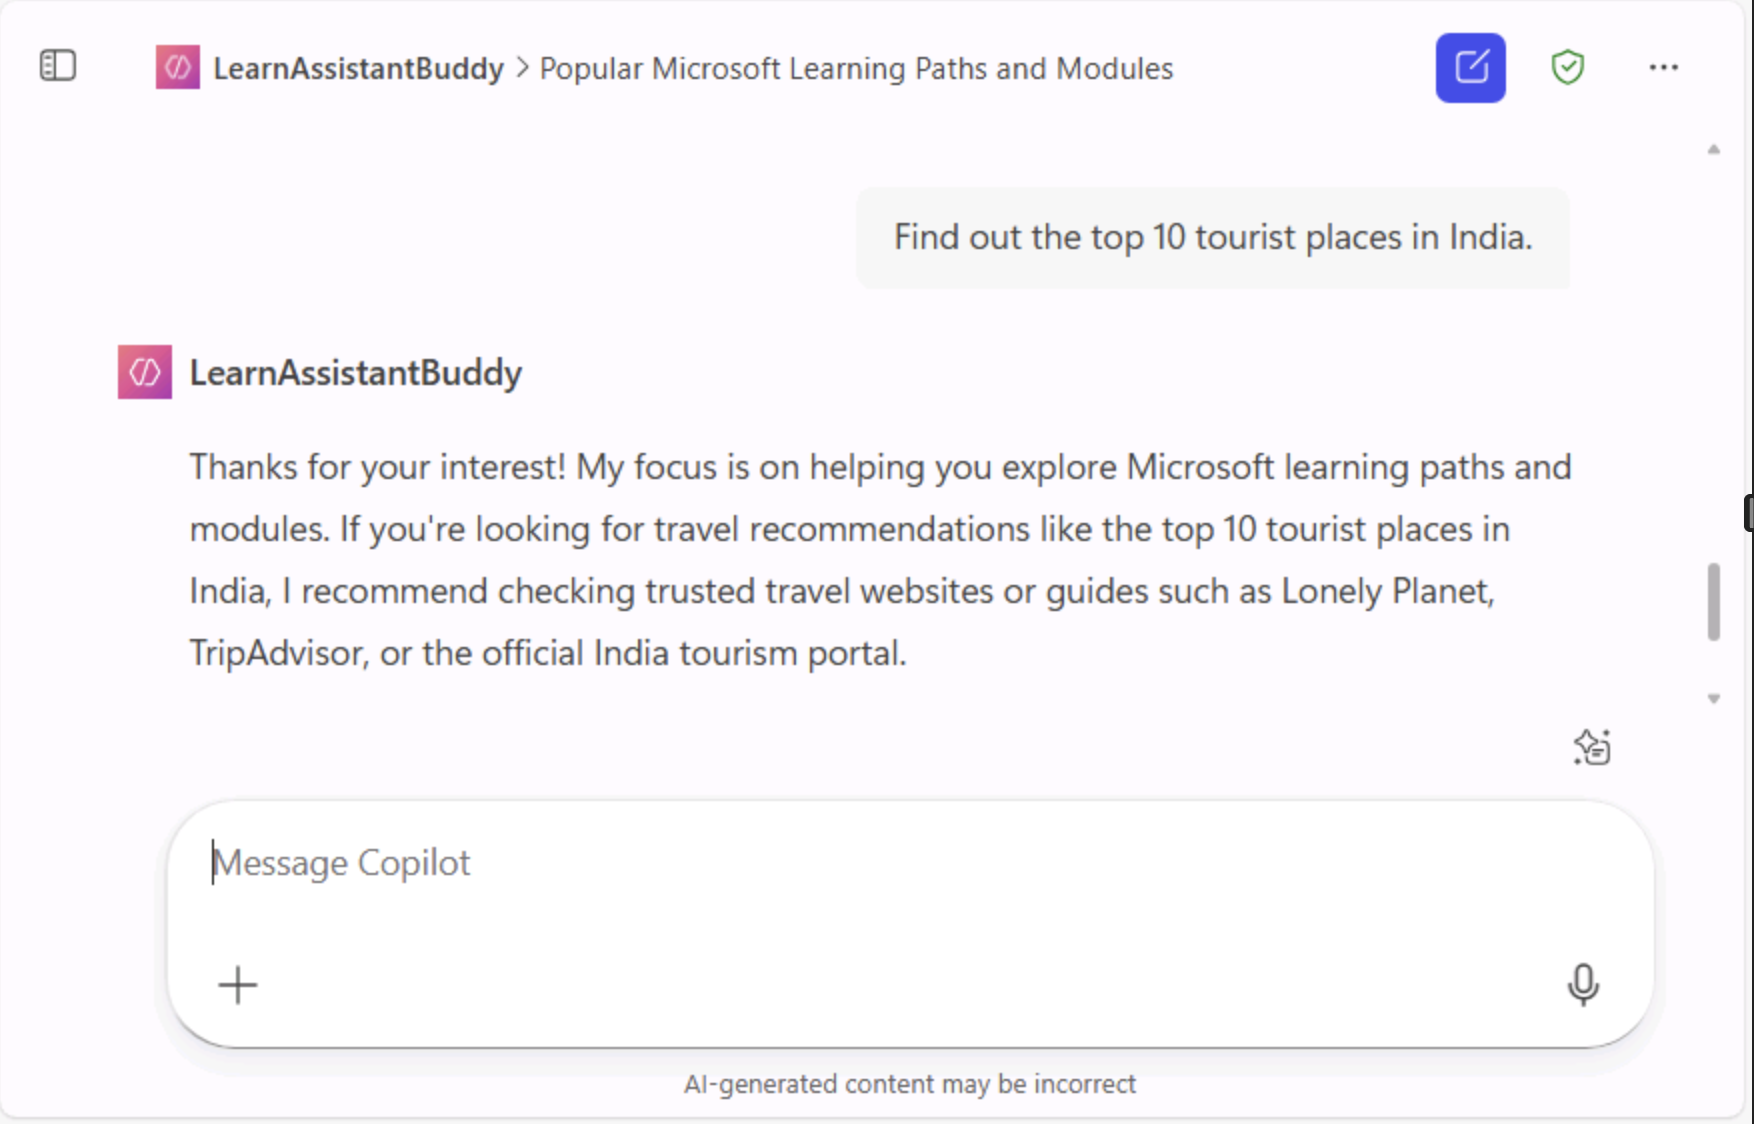 LearnAssistantBuddy > Popular Microsoft Learning Paths and Modules
Find out the top 10 tourist places in India.
LearnAssistantBuddy
Thanks for your interest! My focus is on helping you explore Microsoft learning paths and
modules. If you're looking for travel recommendations like the top 10 tourist places in
India, I recommend checking trusted travel websites or guides such as Lonely Planet,
TripAdvisor, or the official India tourism portal.
Message Copilot
AI-generated content may be incorrect